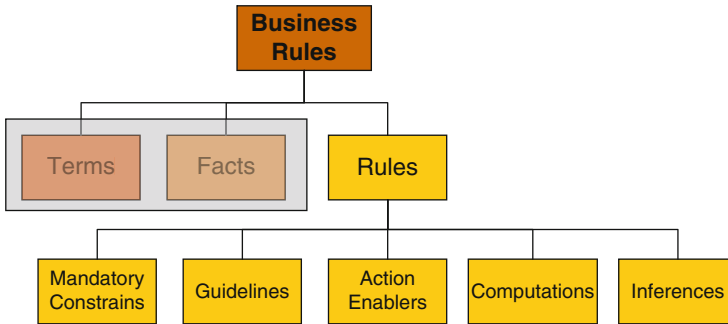 Business
Rules
Terms
Facts
Rules
Mandatory
Constrains
Guidelines
Action
Enablers
Computations
Inferences